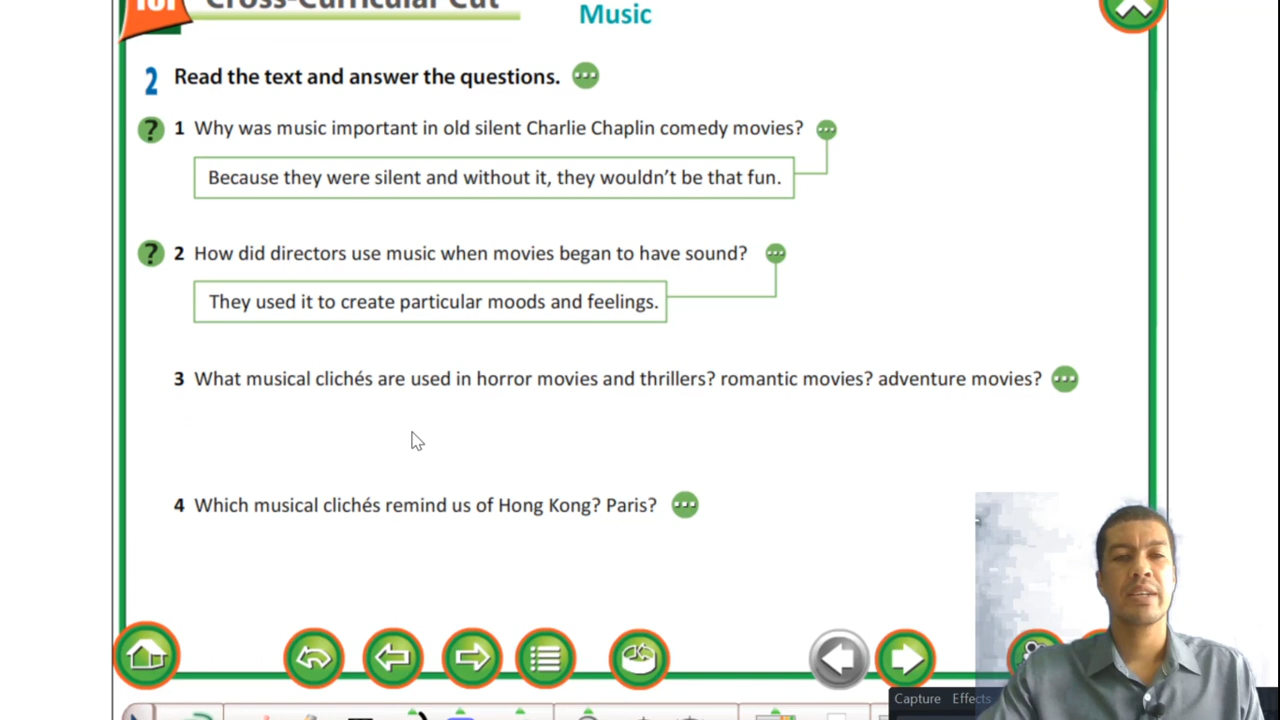 101 Cross-Curricular Cut
Music
2 Read the text and answer the questions.
? 1 Why was music important in old silent Charlie Chaplin comedy movies?
Because they were silent and without it, they wouldn't be that fun.
? 2 How did directors use music when movies began to have sound?
They used it to create particular moods and feelings.
3 What musical clichés are used in horror movies and thrillers? romantic movies? adventure movies?
4 Which musical clichés remind us of Hong Kong? Paris?
Capture Effects